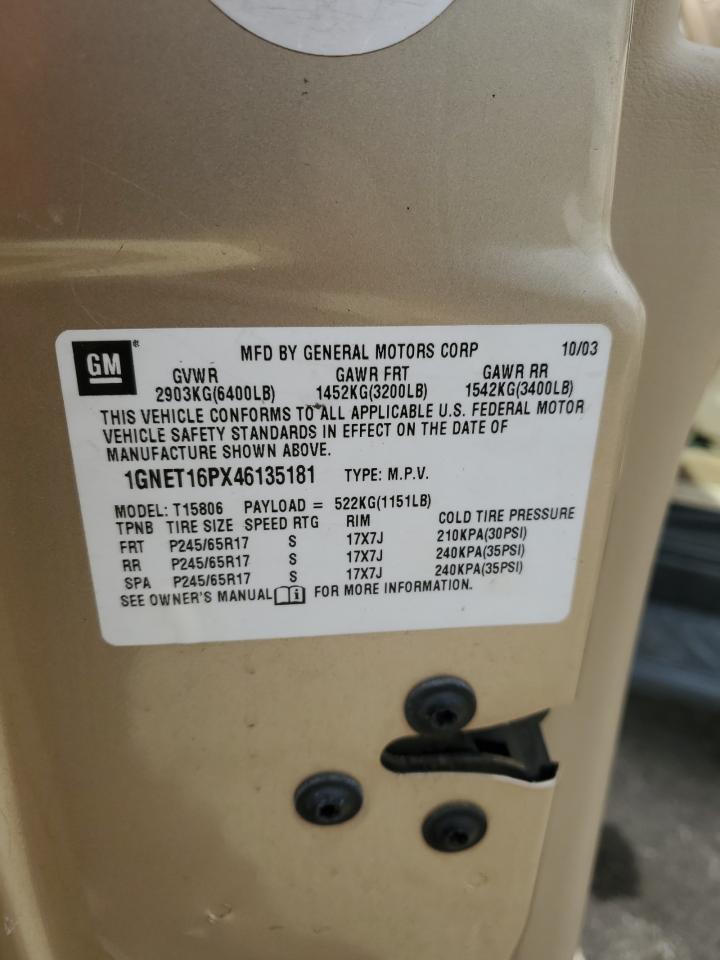 GM
MFD BY GENERAL MOTORS CORP 10/03
GVWR GAWR FRT GAWR RR
2903KG(6400LB) 1452KG(3200LB) 1542KG(3400LB)
THIS VEHICLE CONFORMS TO ALL APPLICABLE U.S. FEDERAL MOTOR
VEHICLE SAFETY STANDARDS IN EFFECT ON THE DATE OF
MANUFACTURE SHOWN ABOVE.
1GNET16PX46135181 TYPE: M.P.V.
MODEL: T15806 PAYLOAD = 522KG(1151LB)
TPNB TIRE SIZE SPEED RTG RIM COLD TIRE PRESSURE
FRT P245/65R17 S 17X7J 210KPA(30PSI)
RR P245/65R17 S 17X7J 240KPA(35PSI)
SPA P245/65R17 S 17X7J 240KPA(35PSI)
SEE OWNER'S MANUAL i FOR MORE INFORMATION.